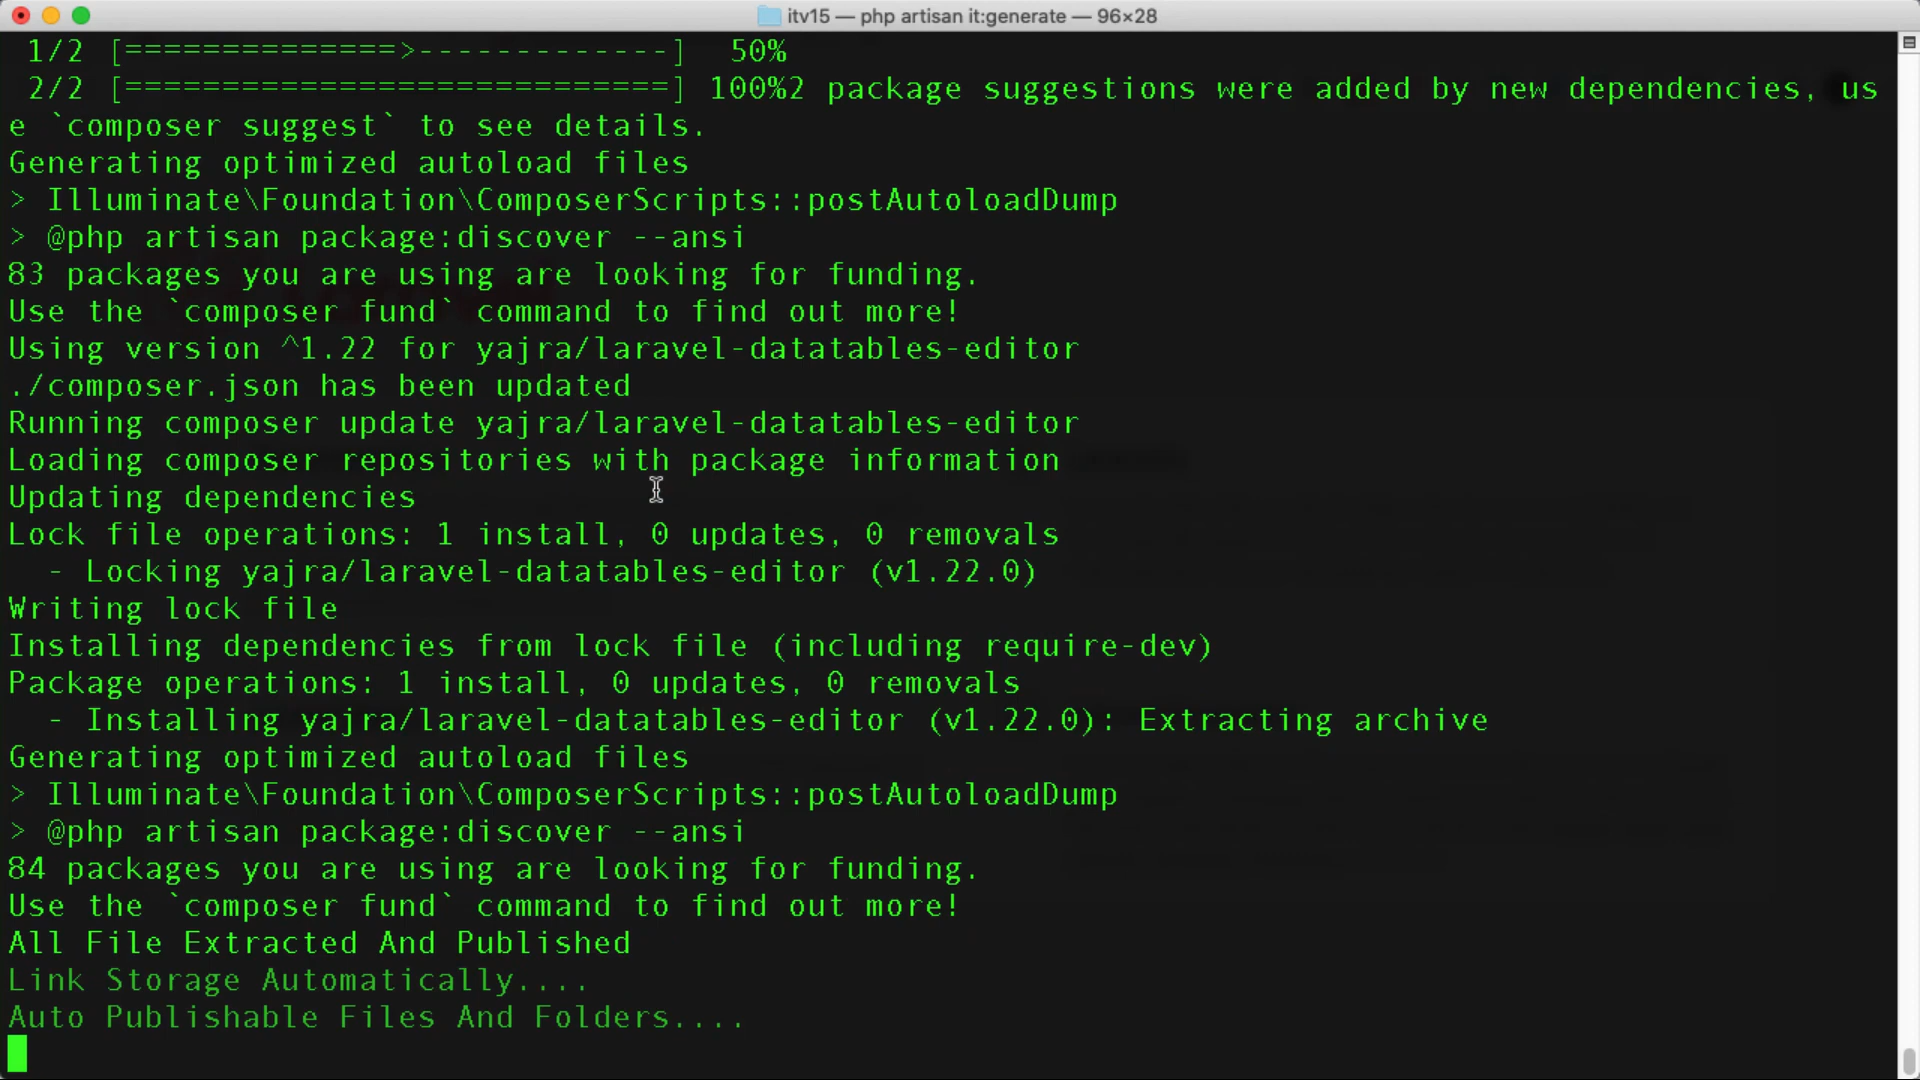 itv15 — php artisan it:generate — 96×28
1/2 [==============>-------------]  50%
2/2 [============================] 100%2 package suggestions were added by new dependencies, us
e `composer suggest` to see details.
Generating optimized autoload files
> Illuminate\Foundation\ComposerScripts::postAutoloadDump
> @php artisan package:discover --ansi
83 packages you are using are looking for funding.
Use the `composer fund` command to find out more!
Using version ^1.22 for yajra/laravel-datatables-editor
./composer.json has been updated
Running composer update yajra/laravel-datatables-editor
Loading composer repositories with package information
Updating dependencies
Lock file operations: 1 install, 0 updates, 0 removals
  - Locking yajra/laravel-datatables-editor (v1.22.0)
Writing lock file
Installing dependencies from lock file (including require-dev)
Package operations: 1 install, 0 updates, 0 removals
  - Installing yajra/laravel-datatables-editor (v1.22.0): Extracting archive
Generating optimized autoload files
> Illuminate\Foundation\ComposerScripts::postAutoloadDump
> @php artisan package:discover --ansi
84 packages you are using are looking for funding.
Use the `composer fund` command to find out more!
All File Extracted And Published
Link Storage Automatically....
Auto Publishable Files And Folders....